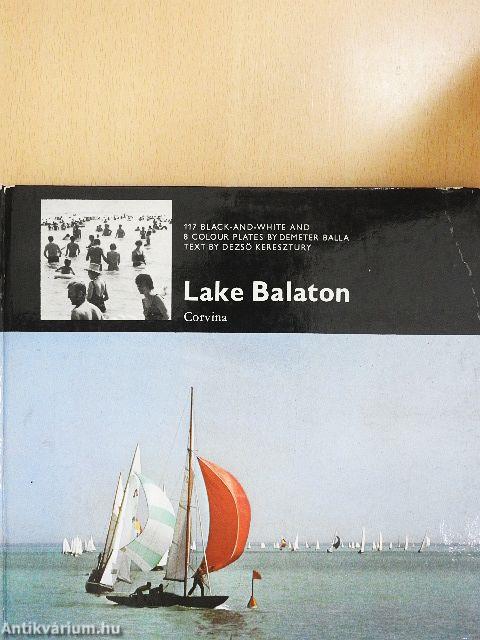 117 BLACK-AND-WHITE AND
8 COLOUR PLATES BY DEMETER BALLA
TEXT BY DEZSŐ KERESZTURY
Lake Balaton
Corvina
Antikvárium.hu